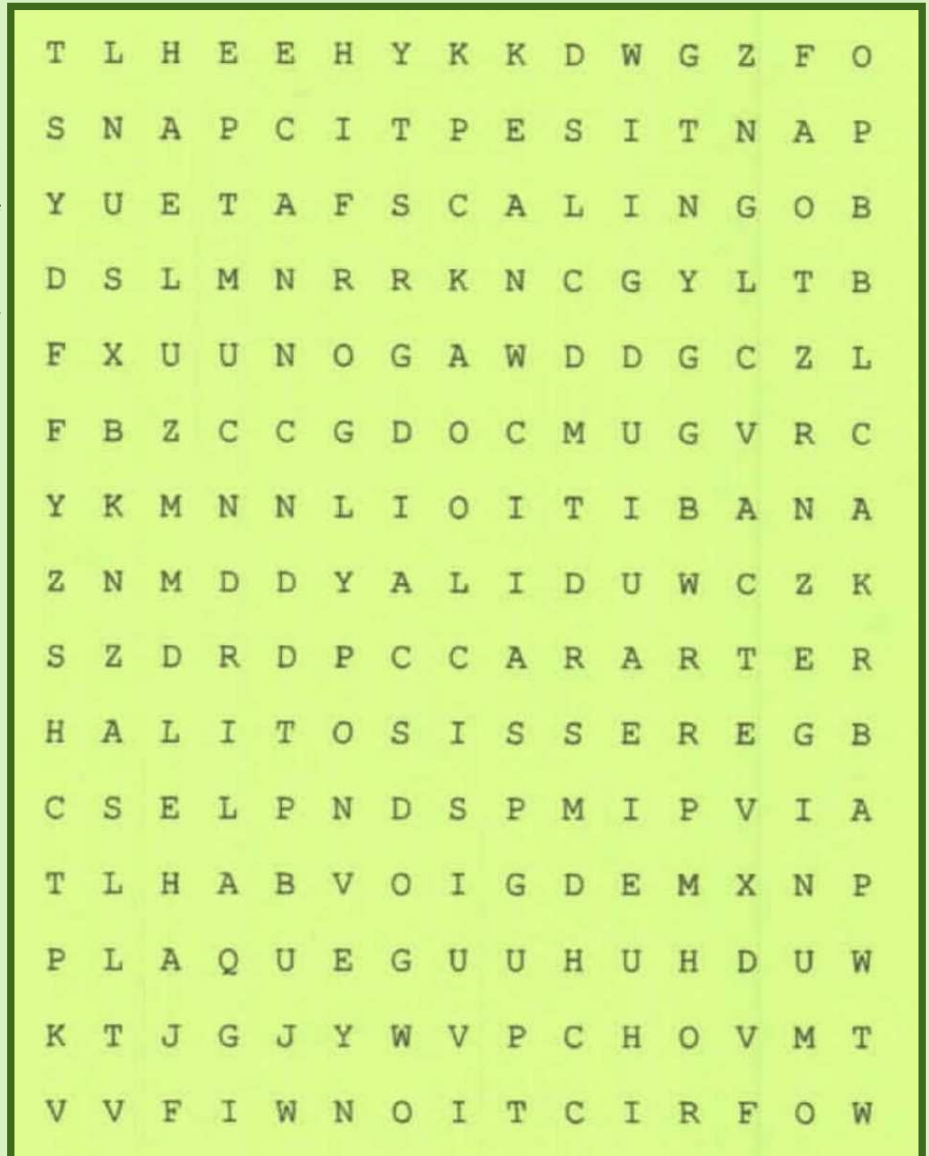 T L H E E H Y K K D W G Z F O
S N A P C I T P E S I T N A P
Y U E T A F S C A L I N G O B
D S L M N R R K N C G Y L T B
F X U U N O G A W D D G C Z L
F B Z C C G D O C M U G V R C
Y K M N N L I O I T I B A N A
Z N M D D Y A L I D U W C Z K
S Z D R D P C C A R A R T E R
H A L I T O S I S S E R E G B
C S E L P N D S P M I P V I A
T L H A B V O I G D E M X N P
P L A Q U E G U U H U H D U W
K T J G J Y W V P C H O V M T
V V F I W N O I T C I R F O W